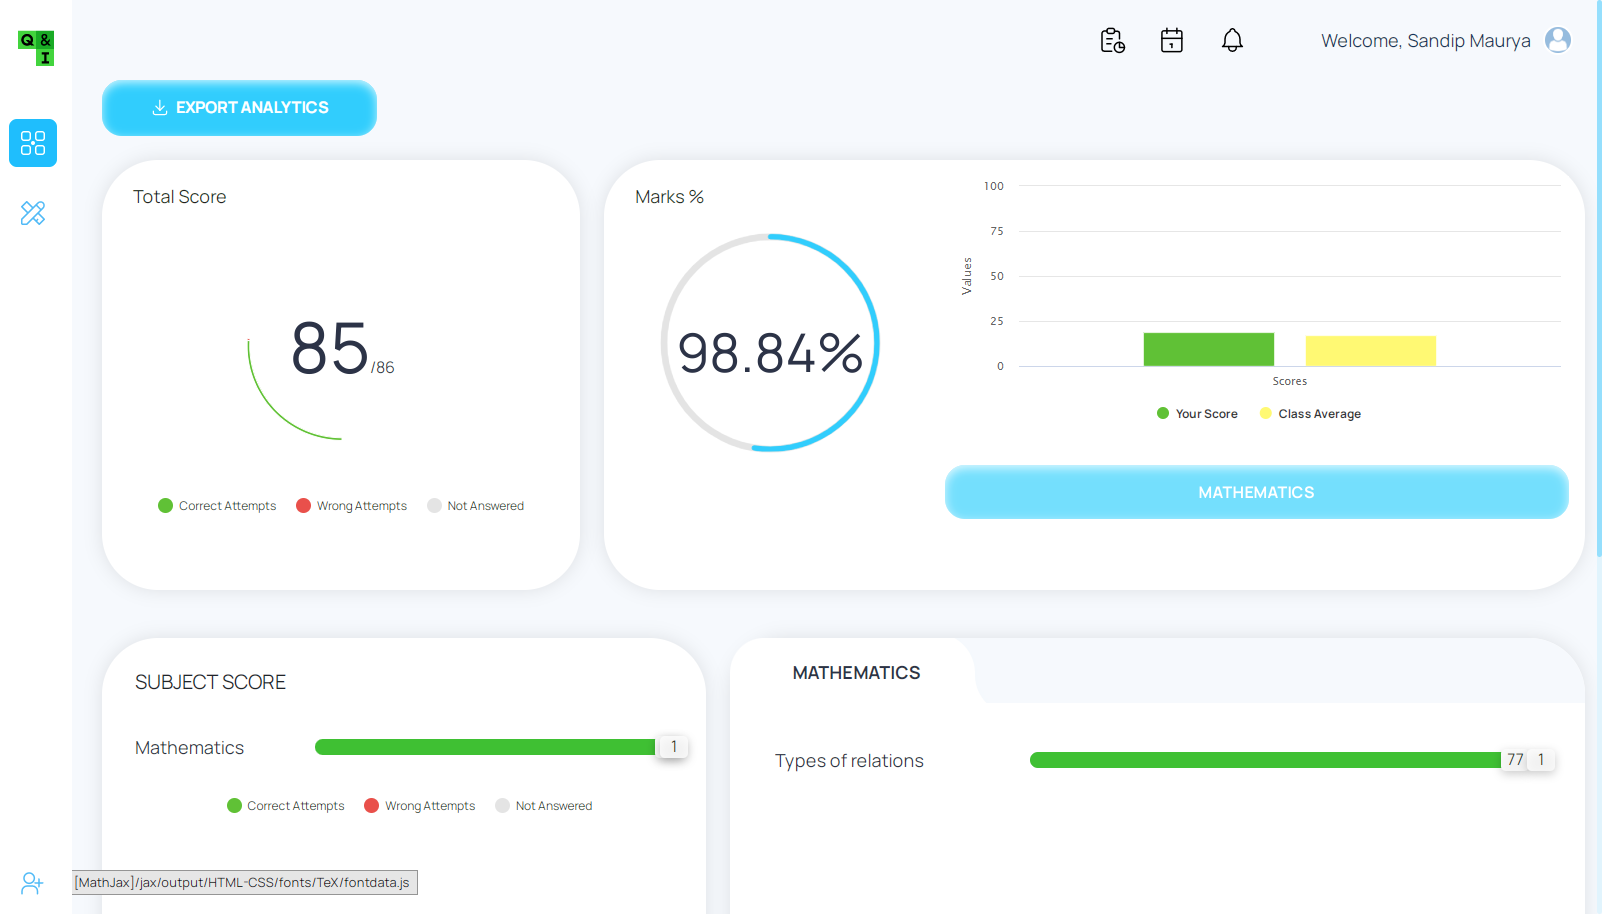 Q &
I
Welcome, Sandip Maurya
EXPORT ANALYTICS
Total Score
85/86
Correct Attempts Wrong Attempts Not Answered
Marks %
98.84%
100
75
50
25
0
Values
Scores
Your Score Class Average
MATHEMATICS
SUBJECT SCORE
Mathematics 1
Correct Attempts Wrong Attempts Not Answered
MATHEMATICS
Types of relations 77 1
[MathJax]/jax/output/HTML-CSS/fonts/TeX/fontdata.js